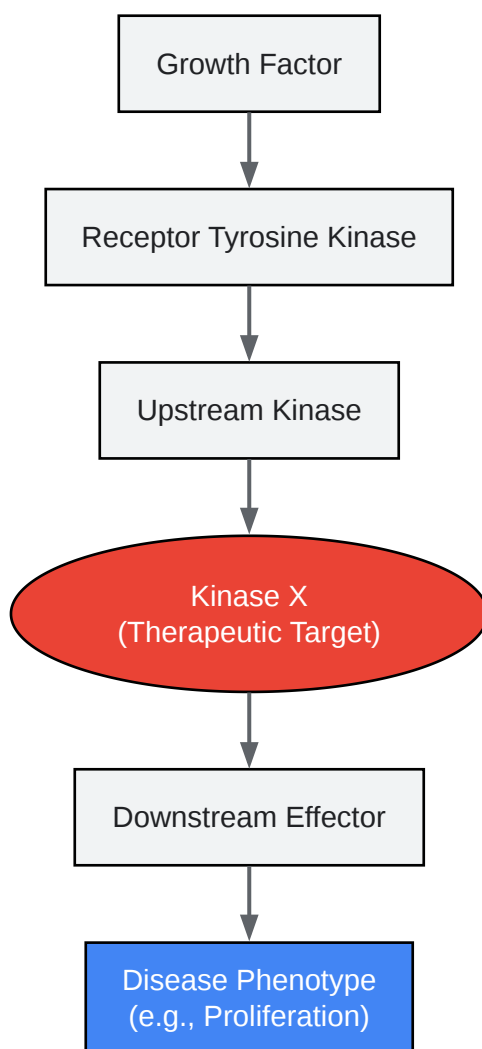 Growth Factor
Receptor Tyrosine Kinase
Upstream Kinase
Kinase X
(Therapeutic Target)
Downstream Effector
Disease Phenotype
(e.g., Proliferation)